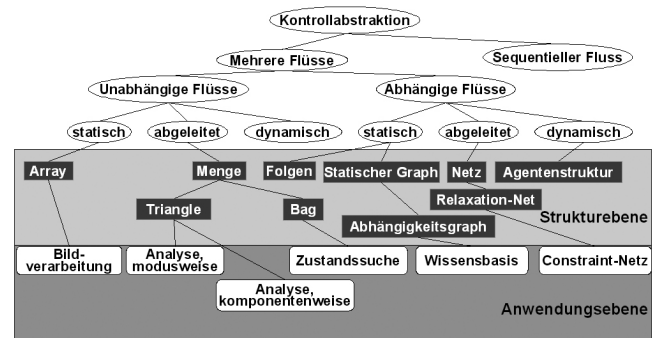 Kontrollabstraktion
Mehrere Flüsse
Sequentieller Fluss
Unabhängige Flüsse
Abhängige Flüsse
statisch
abgeleitet
dynamisch
statisch
abgeleitet
dynamisch
Array
Menge
Folgen
Statischer Graph
Netz
Agentenstruktur
Triangle
Bag
Relaxation-Net
Abhängigkeitsgraph
Strukturebene
Bild-
verarbeitung
Analyse,
modusweise
Zustandssuche
Wissensbasis
Constraint-Netz
Analyse,
komponentenweise
Anwendungsebene